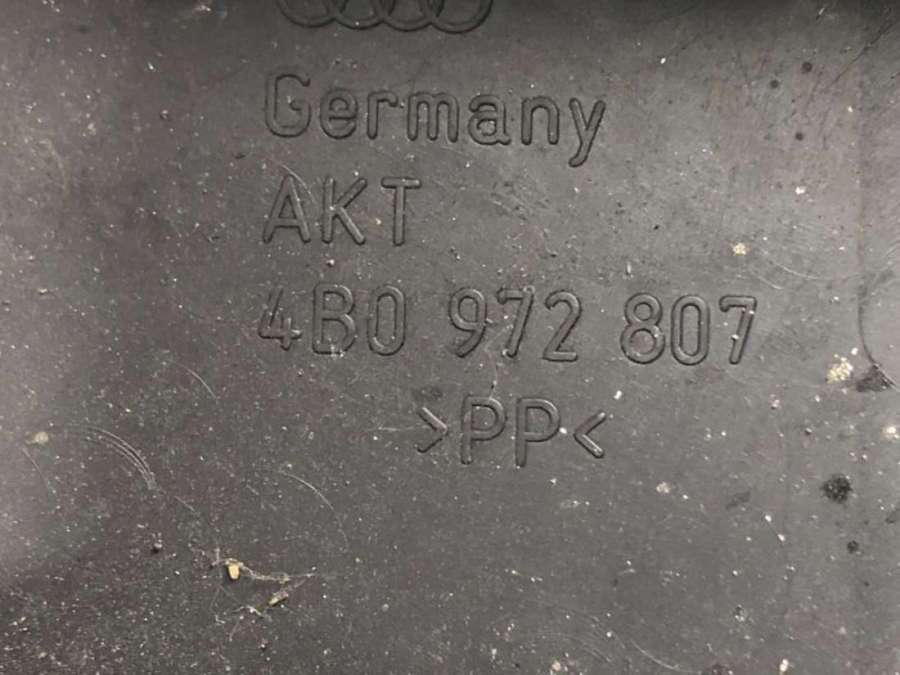 Germany
AKT
4B0 972 807
>PP<